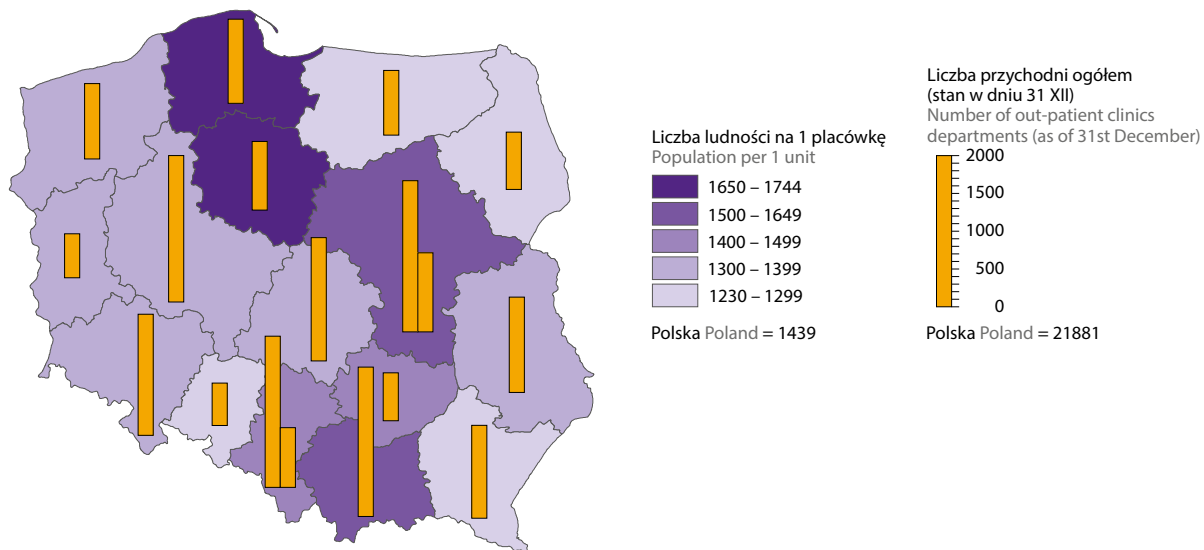 Liczba ludności na 1 placówkę
Population per 1 unit
1650 – 1744
1500 – 1649
1400 – 1499
1300 – 1399
1230 – 1299
Polska Poland = 1439
Liczba przychodni ogółem
(stan w dniu 31 XII)
Number of out-patient clinics
departments (as of 31st December)
2000
1500
1000
500
0
Polska Poland = 21881